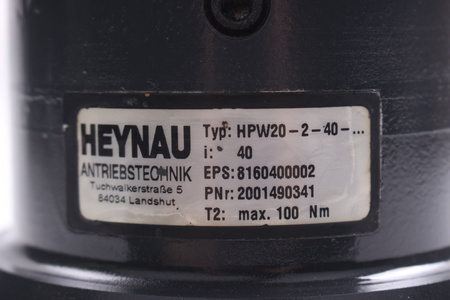 HEYNAU
ANTRIEBSTECHNIK
Tuchwalkerstraße 5
84034 Landshut
Typ: HPW20-2-40-...
i: 40
EPS: 8160400002
PNr: 2001490341
T2: max. 100 Nm